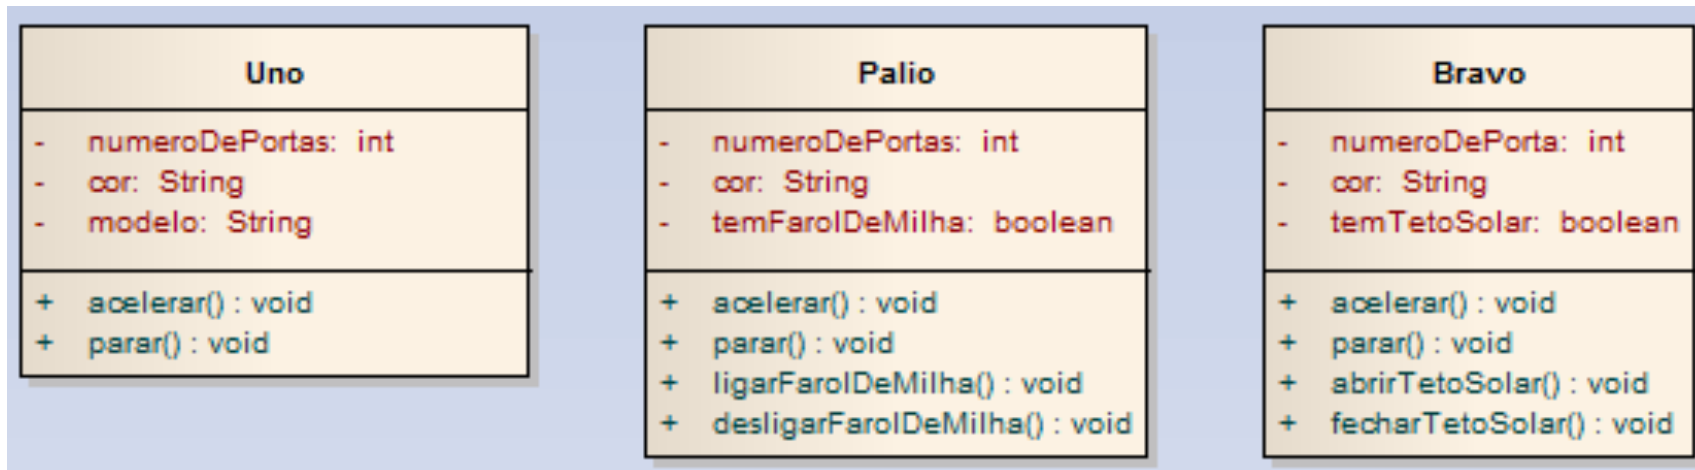 Uno
- numeroDePortas: int
- cor: String
- modelo: String
+ acelerar() : void
+ parar() : void
Palio
- numeroDePortas: int
- cor: String
- temFarolDeMilha: boolean
+ acelerar() : void
+ parar() : void
+ ligarFarolDeMilha() : void
+ desligarFarolDeMilha() : void
Bravo
- numeroDePorta: int
- cor: String
- temTetoSolar: boolean
+ acelerar() : void
+ parar() : void
+ abrirTetoSolar() : void
+ fecharTetoSolar() : void